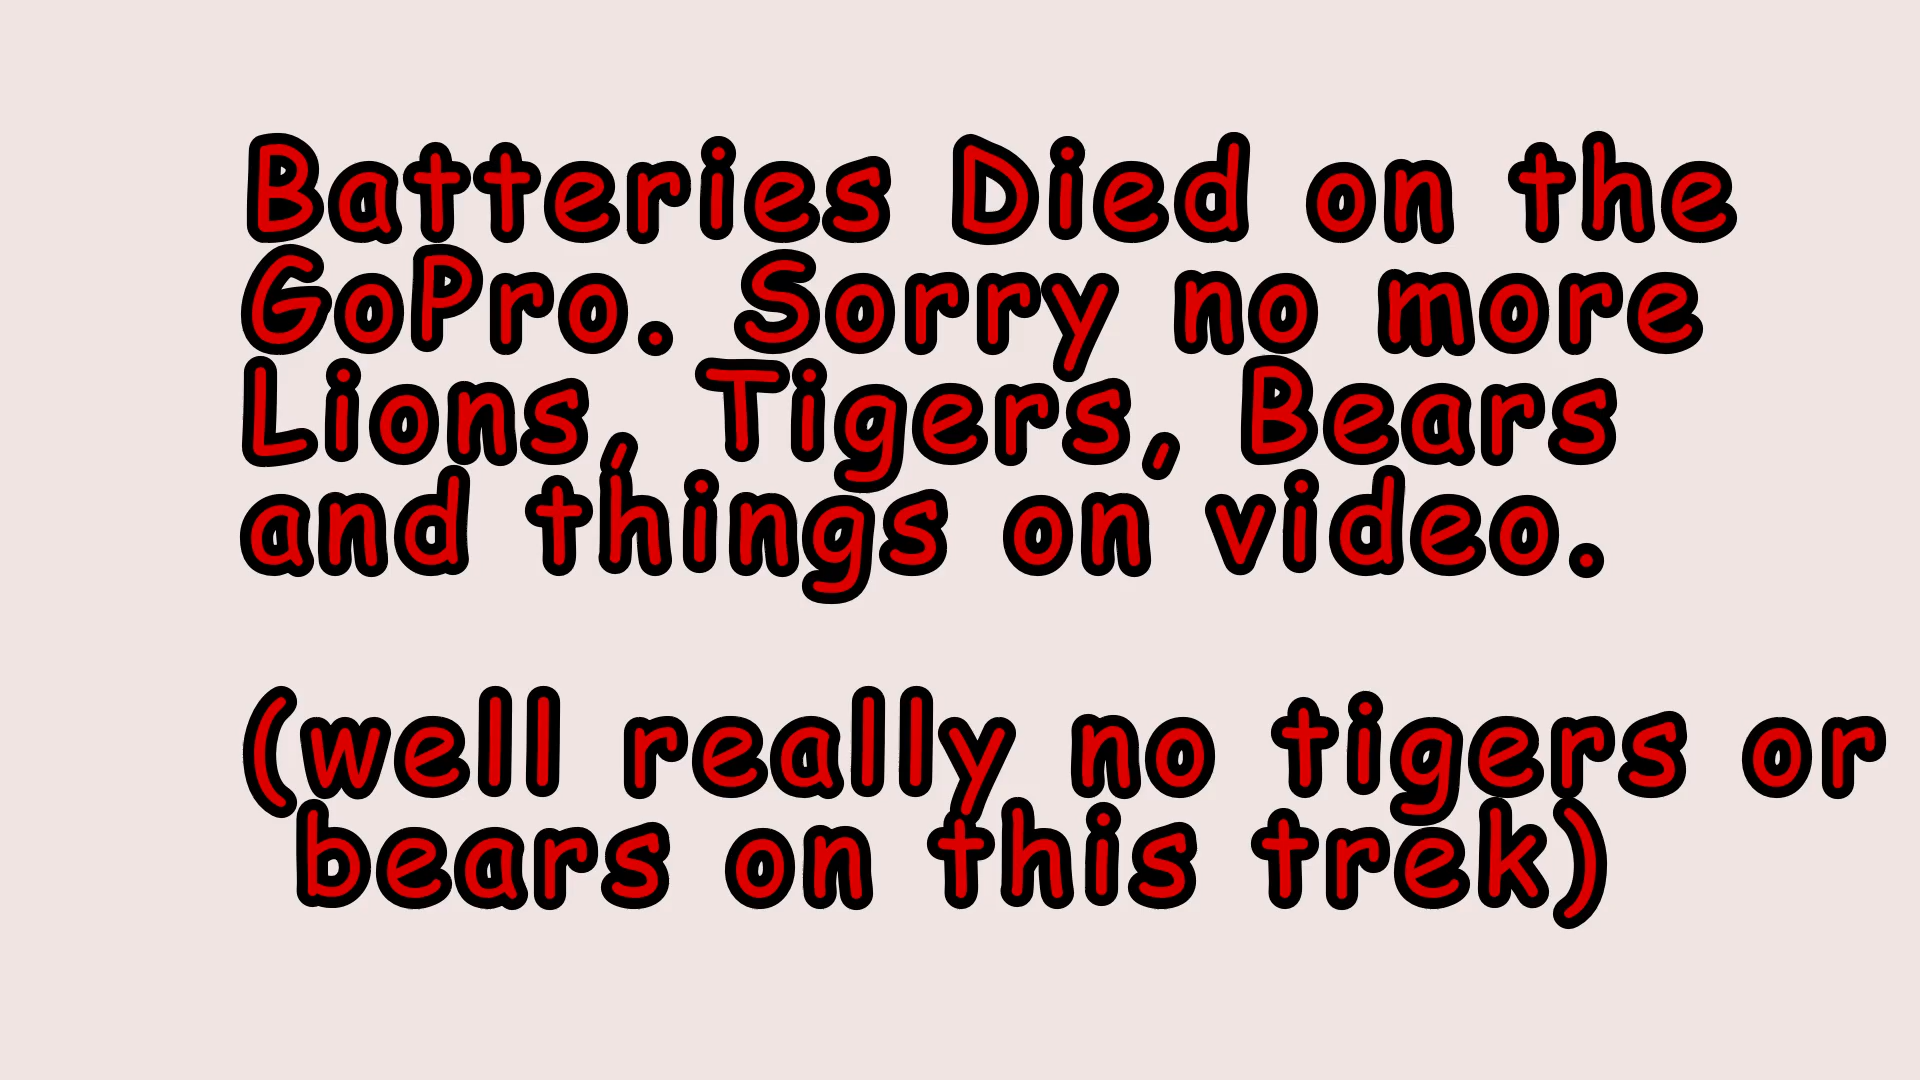 Batteries Died on the
GoPro. Sorry no more
Lions, Tigers, Bears
and things on video.
(well really no tigers or
bears on this trek)